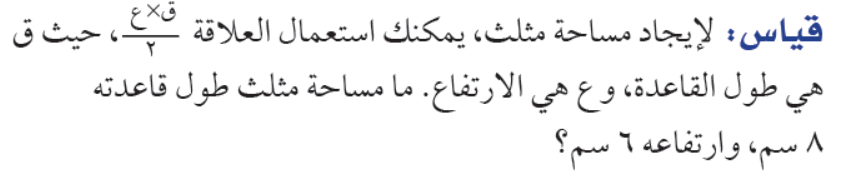 قياس: لإيجاد مساحة مثلث، يمكنك استعمال العلاقة ق×ع/٢، حيث ق
هي طول القاعدة، وع هي الارتفاع. ما مساحة مثلث طول قاعدته
٨ سم، وارتفاعه ٦ سم؟